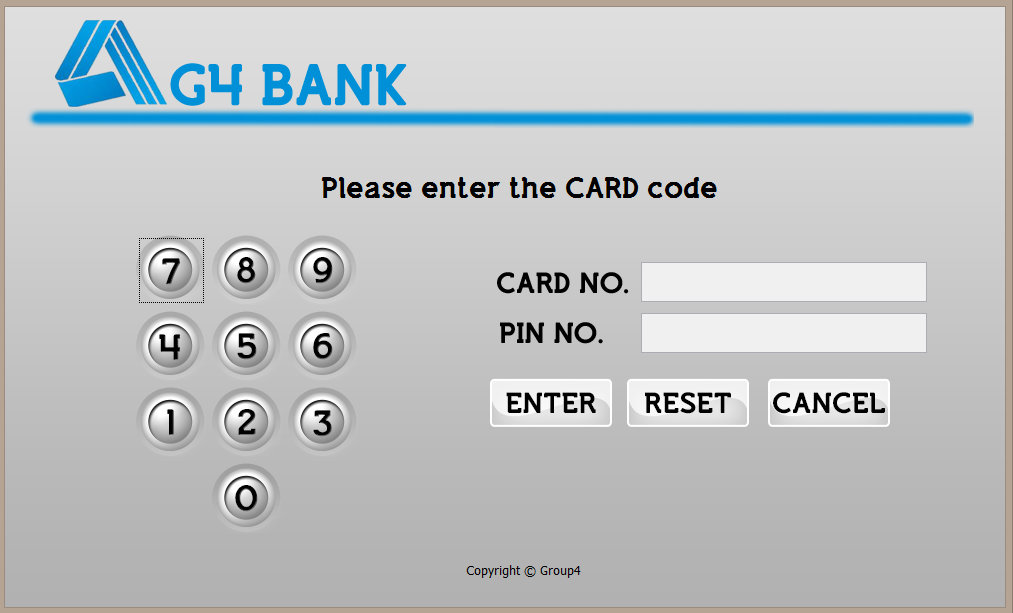 G4 BANK
Please enter the CARD code
7 8 9
CARD NO.
4 5 6
PIN NO.
1 2 3
ENTER RESET CANCEL
0
Copyright © Group4